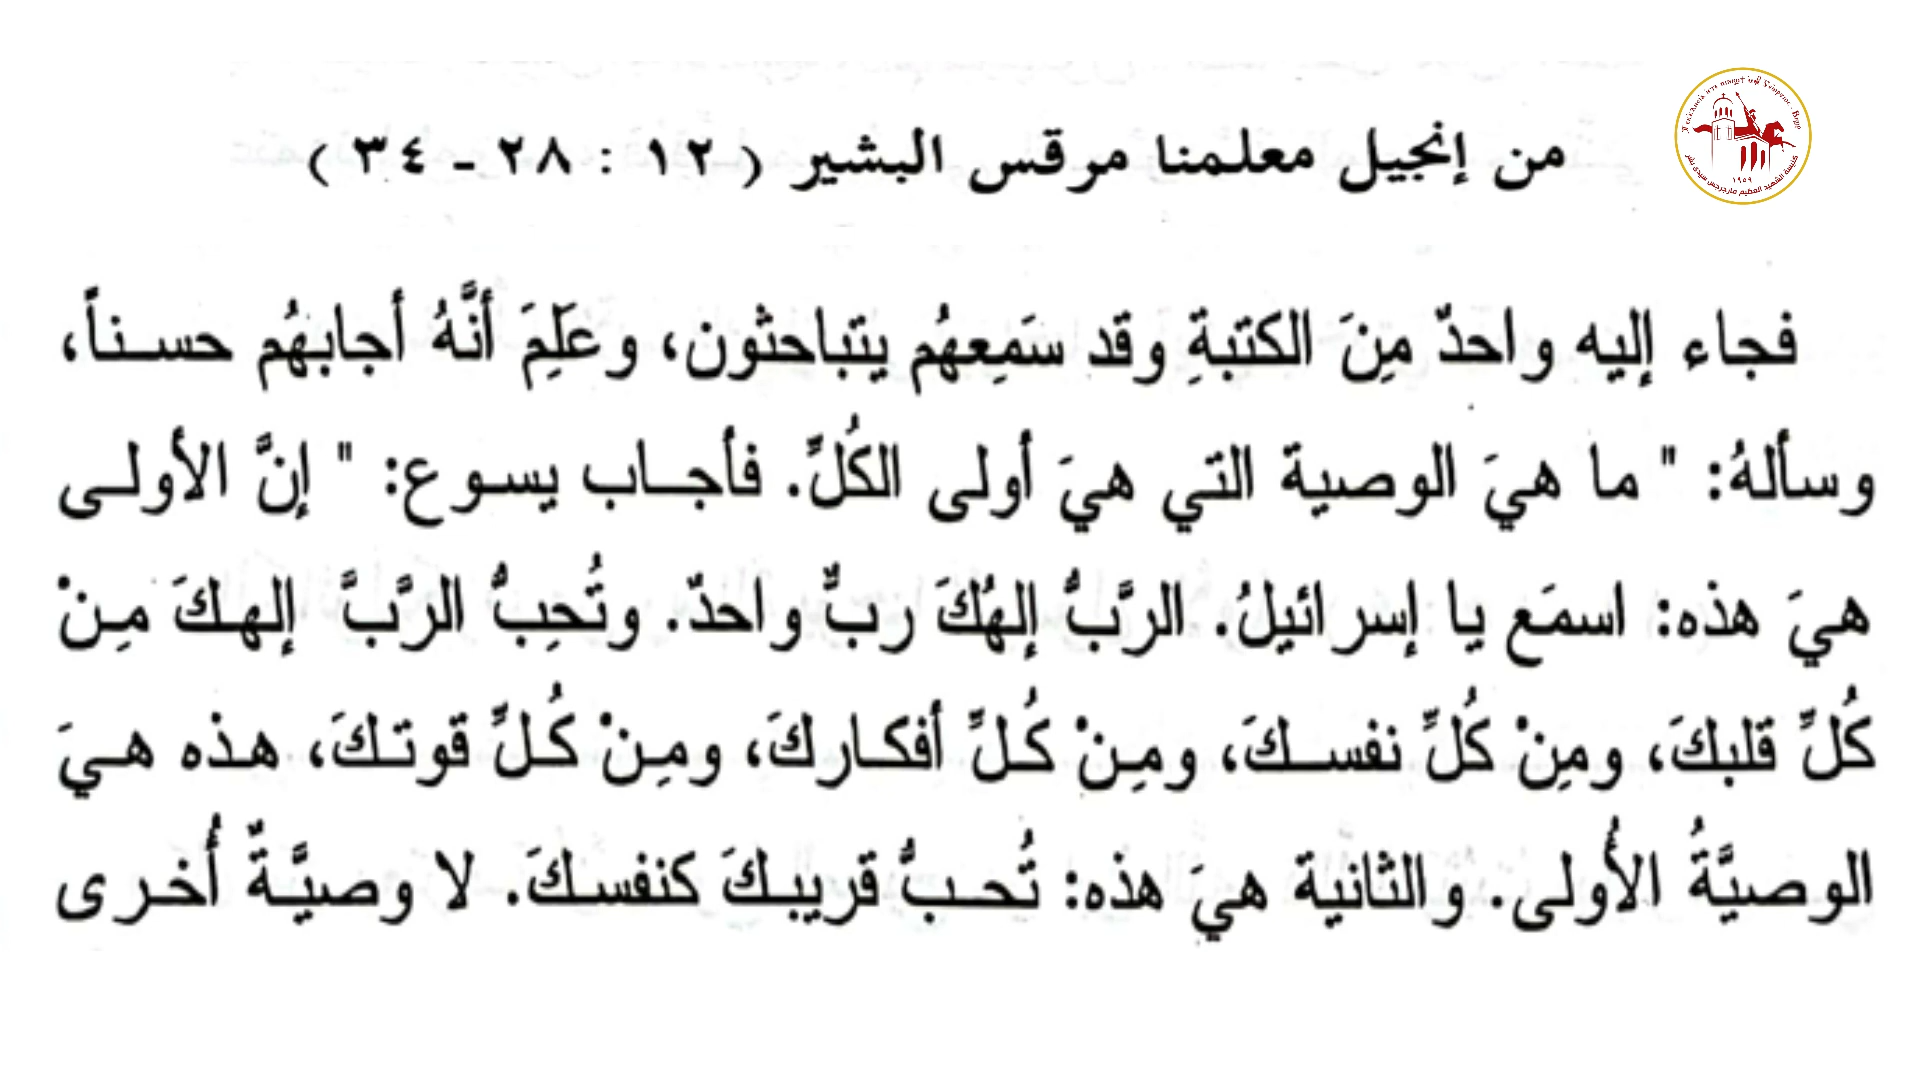 من إنجيل معلمنا مرقس البشير ( ١٢ : ٢٨ - ٣٤ )
فجاء إليه واحدٌ مِنَ الكتبةِ وقد سَمِعهُم يتباحثون، وعَلِمَ أنَّهُ أجابهُم حسناً،
وسألهُ: " ما هيَ الوصية التي هيَ أولى الكُلِّ. فأجاب يسوع: " إنَّ الأولى
هيَ هذه: اسمَع يا إسرائيلُ. الرَّبُّ إلهُكَ ربٌّ واحدٌ. وتُحِبُّ الرَّبَّ إلهكَ مِنْ
كُلِّ قلبكَ، ومِنْ كُلِّ نفسكَ، ومِنْ كُلِّ أفكاركَ، ومِنْ كُلِّ قوتكَ، هذه هيَ
الوصيَّةُ الأُولى. والثانية هيَ هذه: تُحبُّ قريبكَ كنفسكَ. لا وصيَّةٌ أُخرى
١٩٥٩